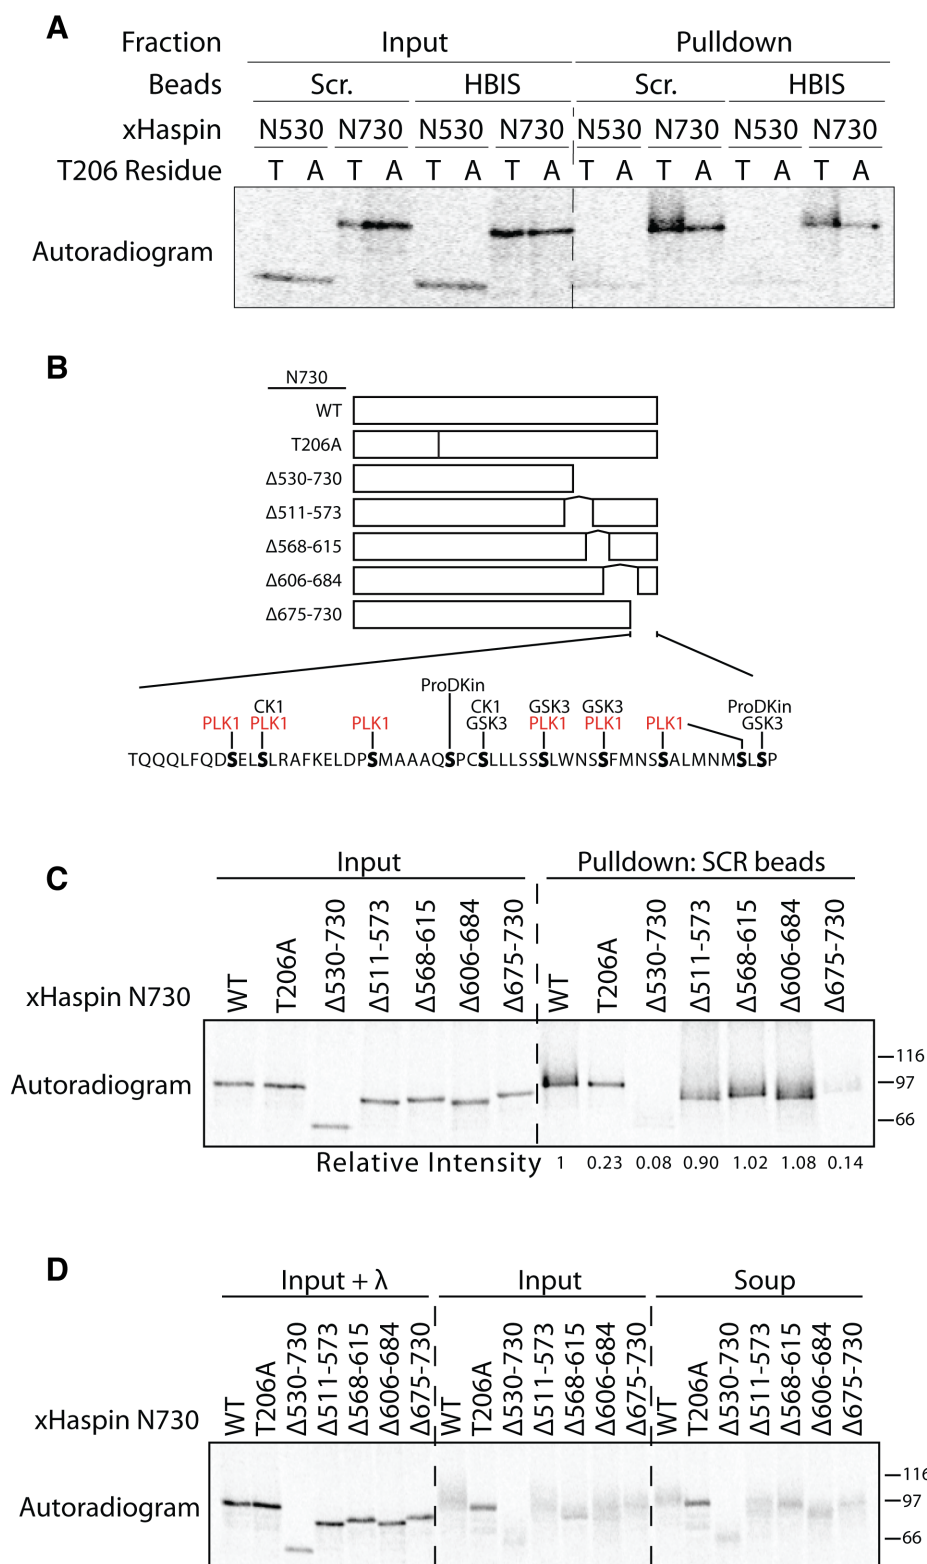 A
Fraction Input Pulldown
Beads Scr. HBIS Scr. HBIS
xHaspin N530 N730 N530 N730 N530 N730 N530 N730
T206 Residue T A T A T A T A T A T A T A T A
Autoradiogram
B
N730
WT
T206A
Δ530-730
Δ511-573
Δ568-615
Δ606-684
Δ675-730
ProDKin
CK1 CK1 GSK3 GSK3 ProDKin
PLK1 PLK1 PLK1 GSK3 PLK1 PLK1 PLK1 GSK3
TQQQLFQDSELSLRAFKELDPSMAAAQSPCSLLLSSSLWNSSFMNSSALMNMSLSP
C
Input Pulldown: SCR beads
xHaspin N730 WT T206A Δ530-730 Δ511-573 Δ568-615 Δ606-684 Δ675-730 WT T206A Δ530-730 Δ511-573 Δ568-615 Δ606-684 Δ675-730
116
Autoradiogram 97
66
Relative Intensity 1 0.23 0.08 0.90 1.02 1.08 0.14
D
Input + λ Input Soup
xHaspin N730 WT T206A Δ530-730 Δ511-573 Δ568-615 Δ606-684 Δ675-730 WT T206A Δ530-730 Δ511-573 Δ568-615 Δ606-684 Δ675-730 WT T206A Δ530-730 Δ511-573 Δ568-615 Δ606-684 Δ675-730
116
Autoradiogram 97
66